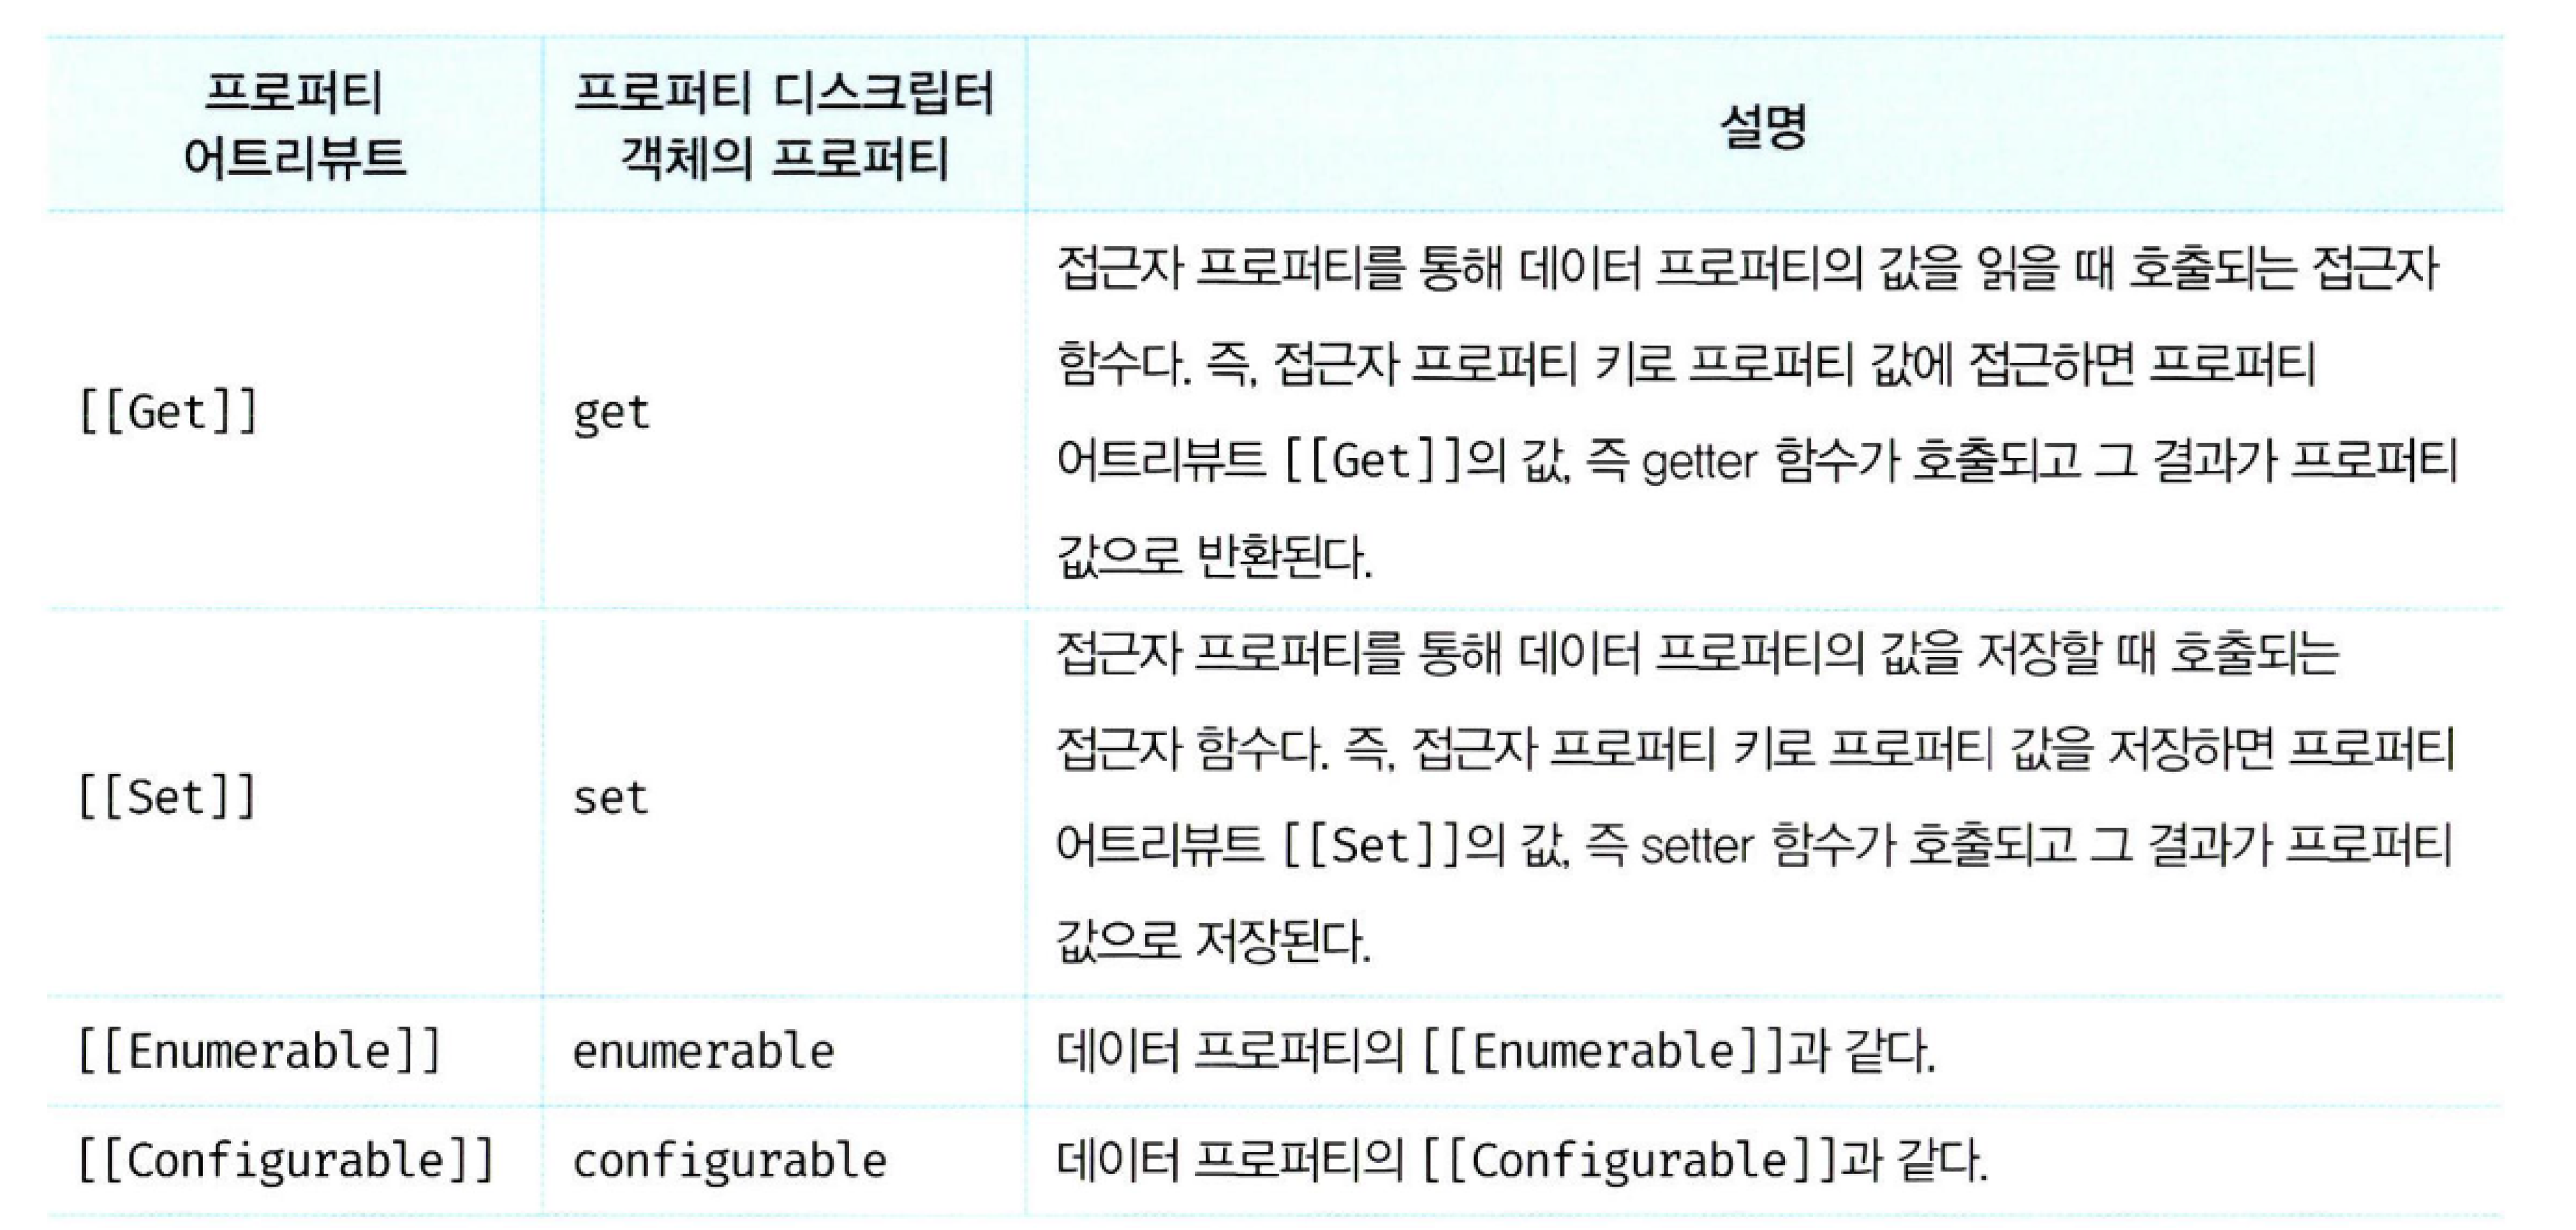 프로퍼티
어트리뷰트
프로퍼티 디스크립터
객체의 프로퍼티
설명
[[Get]]
get
접근자 프로퍼티를 통해 데이터 프로퍼티의 값을 읽을 때 호출되는 접근자
함수다. 즉, 접근자 프로퍼티 키로 프로퍼티 값에 접근하면 프로퍼티
어트리뷰트 [[Get]]의 값, 즉 getter 함수가 호출되고 그 결과가 프로퍼티
값으로 반환된다.
[[Set]]
set
접근자 프로퍼티를 통해 데이터 프로퍼티의 값을 저장할 때 호출되는
접근자 함수다. 즉, 접근자 프로퍼티 키로 프로퍼티 값을 저장하면 프로퍼티
어트리뷰트 [[Set]]의 값, 즉 setter 함수가 호출되고 그 결과가 프로퍼티
값으로 저장된다.
[[Enumerable]]
enumerable
데이터 프로퍼티의 [[Enumerable]]과 같다.
[[Configurable]]
configurable
데이터 프로퍼티의 [[Configurable]]과 같다.